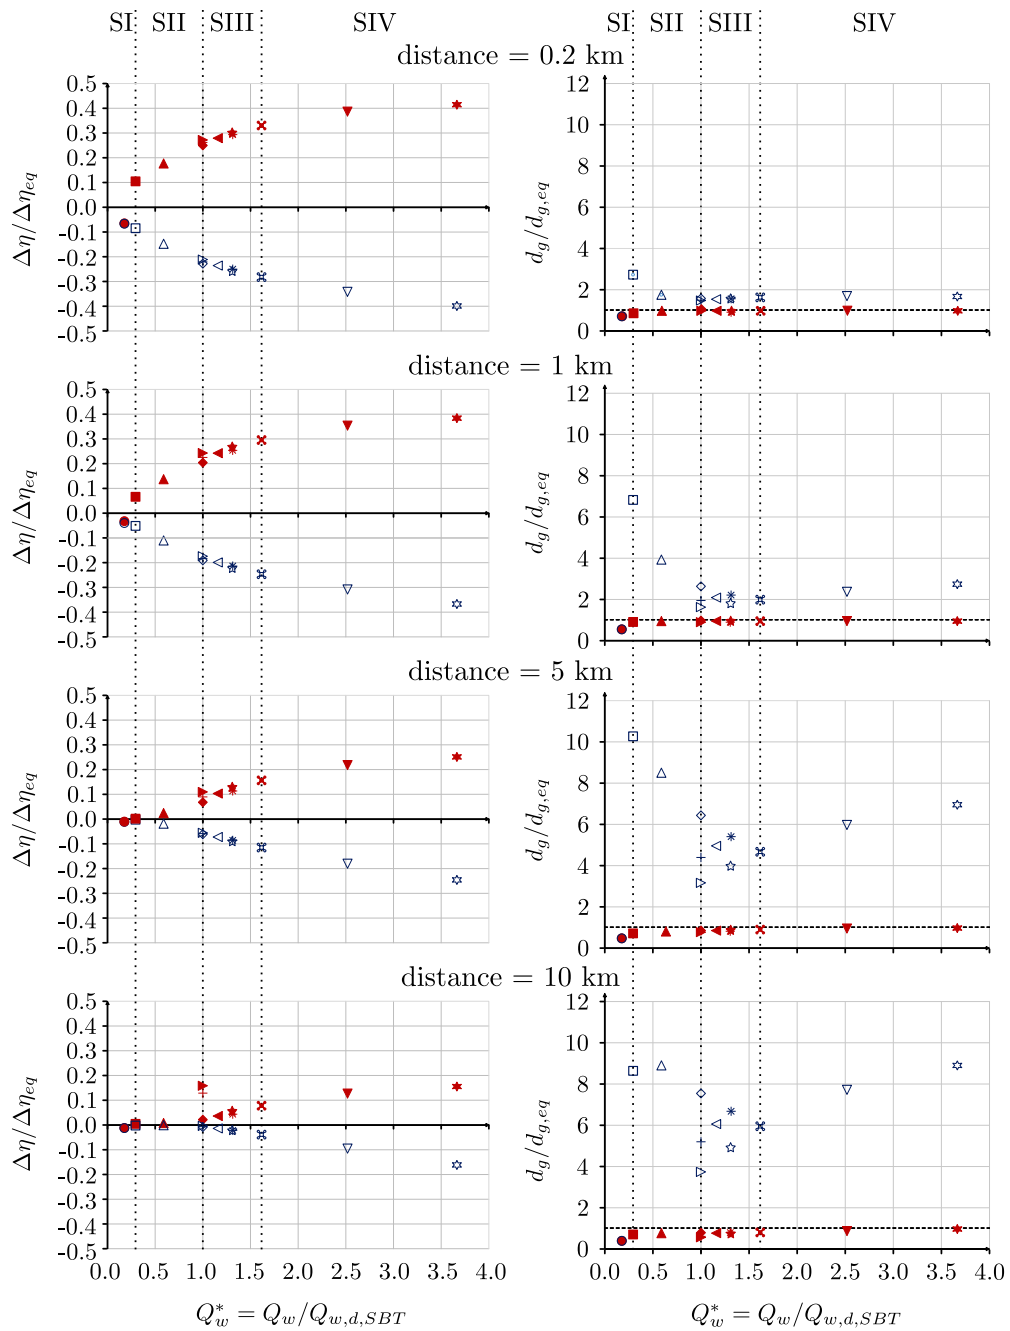 SI SII SIII SIV SI SII SIII SIV
distance = 0.2 km
0.5 0.4 0.3 0.2 0.1 0.0 -0.1 -0.2 -0.3 -0.4 -0.5
Δη/Δη_eq
12 10 8 6 4 2 0
d_g/d_g,eq
distance = 1 km
0.5 0.4 0.3 0.2 0.1 0.0 -0.1 -0.2 -0.3 -0.4 -0.5
Δη/Δη_eq
12 10 8 6 4 2 0
d_g/d_g,eq
distance = 5 km
0.5 0.4 0.3 0.2 0.1 0.0 -0.1 -0.2 -0.3 -0.4 -0.5
Δη/Δη_eq
12 10 8 6 4 2 0
d_g/d_g,eq
distance = 10 km
0.5 0.4 0.3 0.2 0.1 0.0 -0.1 -0.2 -0.3 -0.4 -0.5
Δη/Δη_eq
12 10 8 6 4 2 0
d_g/d_g,eq
0.0 0.5 1.0 1.5 2.0 2.5 3.0 3.5 4.0
0.0 0.5 1.0 1.5 2.0 2.5 3.0 3.5 4.0
Q*_w = Q_w/Q_w,d,SBT
Q*_w = Q_w/Q_w,d,SBT